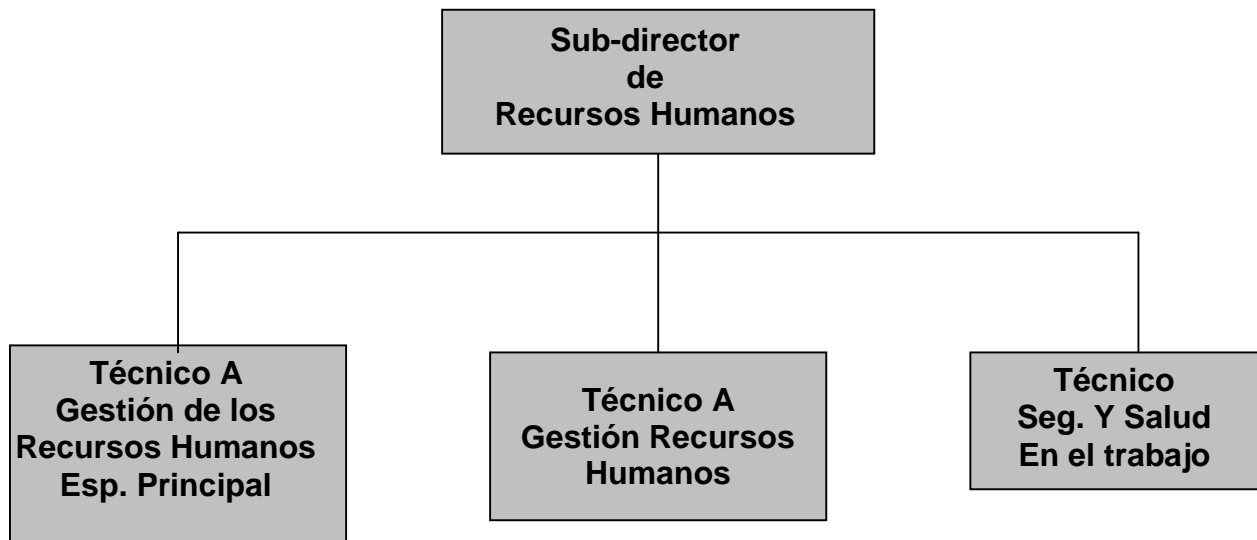 Sub-director
de
Recursos Humanos
Técnico A
Gestión de los
Recursos Humanos
Esp. Principal
Técnico A
Gestión Recursos
Humanos
Técnico
Seg. Y Salud
En el trabajo